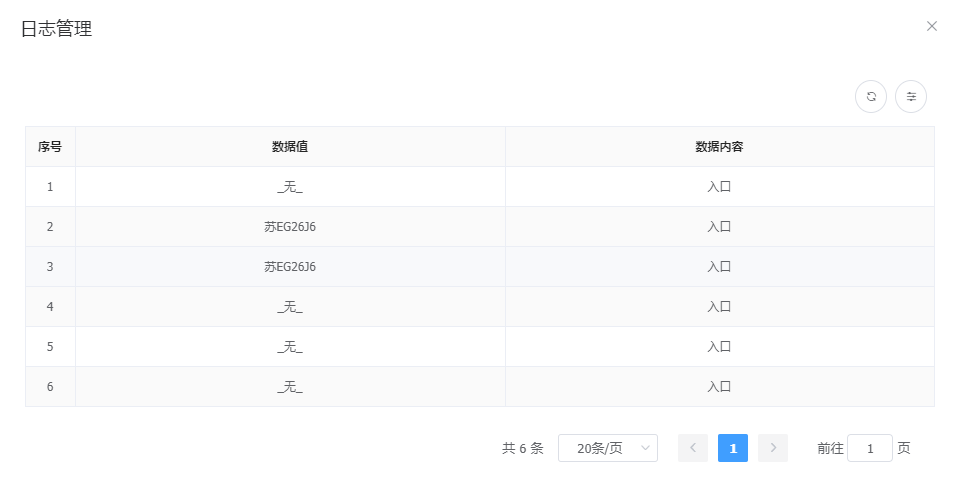 日志管理
序号 数据值 数据内容
1 _无_ 入口
2 苏EG26J6 入口
3 苏EG26J6 入口
4 _无_ 入口
5 _无_ 入口
6 _无_ 入口
共 6 条 20条/页 1 前往 1 页